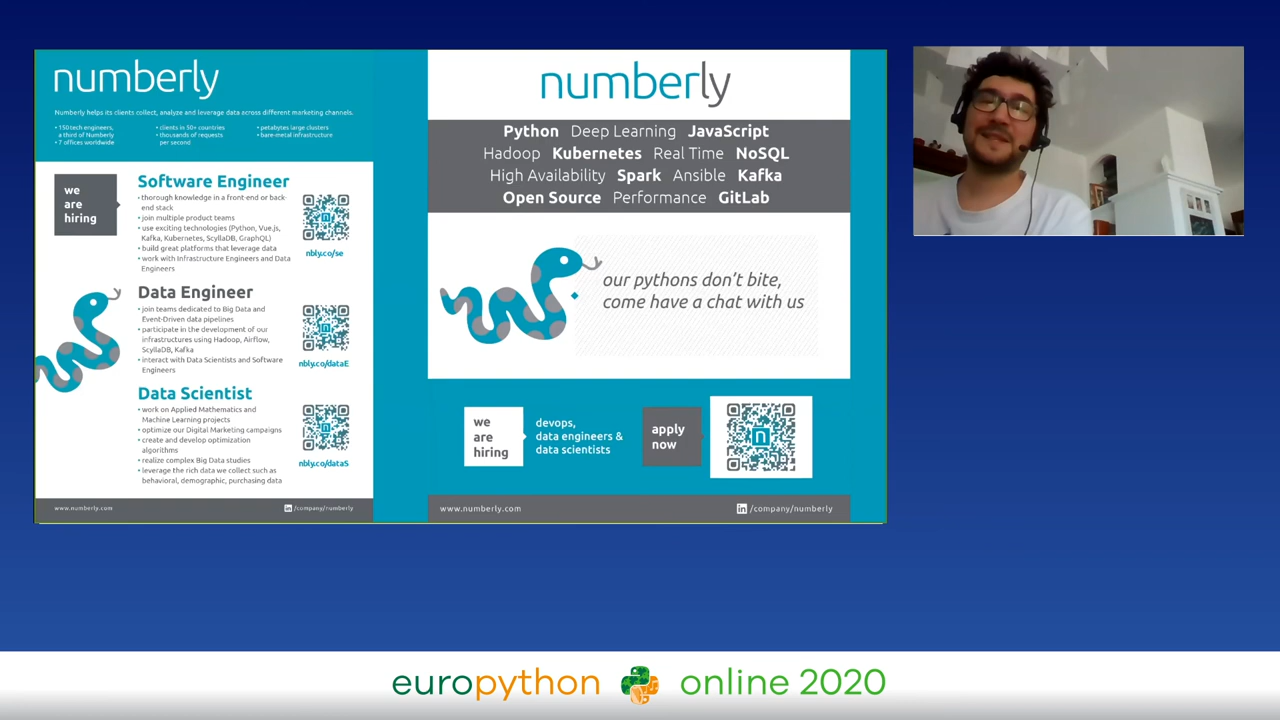 numberly
Numberly helps its clients collect, analyze and leverage data across different marketing channels.
• 150 tech engineers,
a third of Numberly
• 7 offices worldwide
• clients in 50+ countries
• thousands of requests
per second
• petabytes large clusters
• bare-metal infrastructure
we
are
hiring
Software Engineer
• thorough knowledge in a front-end or back-
end stack
• join multiple product teams
• use exciting technologies (Python, Vue.js,
Kafka, Kubernetes, ScyllaDB, GraphQL)
• build great platforms that leverage data
• work with Infrastructure Engineers and Data
Engineers
nbly.co/se
Data Engineer
• join teams dedicated to Big Data and
Event-Driven data pipelines
• participate in the development of our
infrastructures using Hadoop, Airflow,
ScyllaDB, Kafka
• interact with Data Scientists and Software
Engineers
nbly.co/dataE
Data Scientist
• work on Applied Mathematics and
Machine Learning projects
• optimize our Digital Marketing campaigns
• create and develop optimization
algorithms
• realize complex Big Data studies
• leverage the rich data we collect such as
behavioral, demographic, purchasing data
nbly.co/dataS
www.numberly.com
in /company/numberly
numberly
Python Deep Learning JavaScript
Hadoop Kubernetes Real Time NoSQL
High Availability Spark Ansible Kafka
Open Source Performance GitLab
our pythons don't bite,
come have a chat with us
we
are
hiring
devops,
data engineers &
data scientists
apply
now
n
www.numberly.com
in /company/numberly
europython online 2020